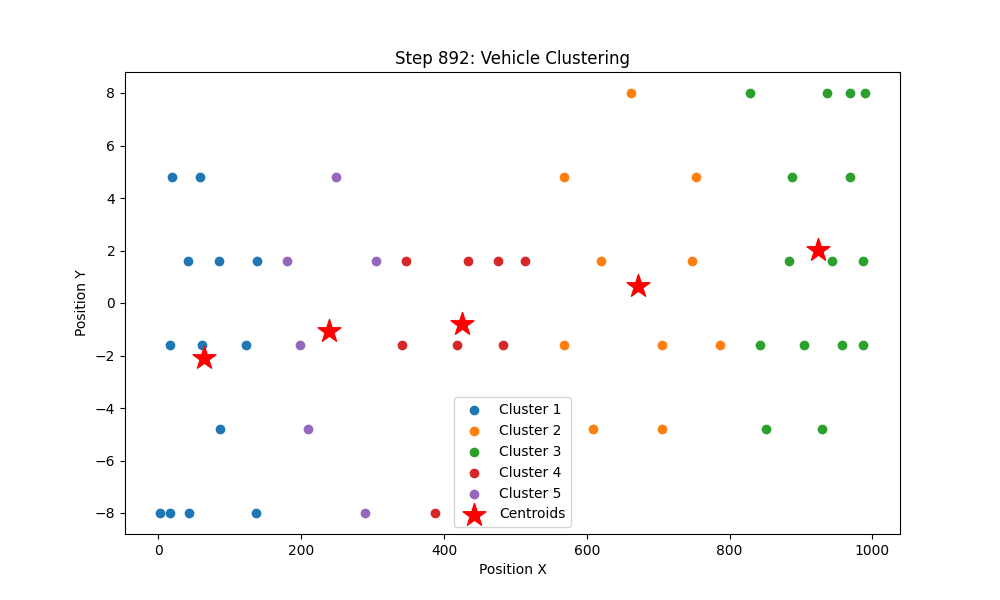 Step 892: Vehicle Clustering
Position Y
8
6
4
2
0
−2
−4
−6
−8
Cluster 1
Cluster 2
Cluster 3
Cluster 4
Cluster 5
Centroids
0 200 400 600 800 1000
Position X